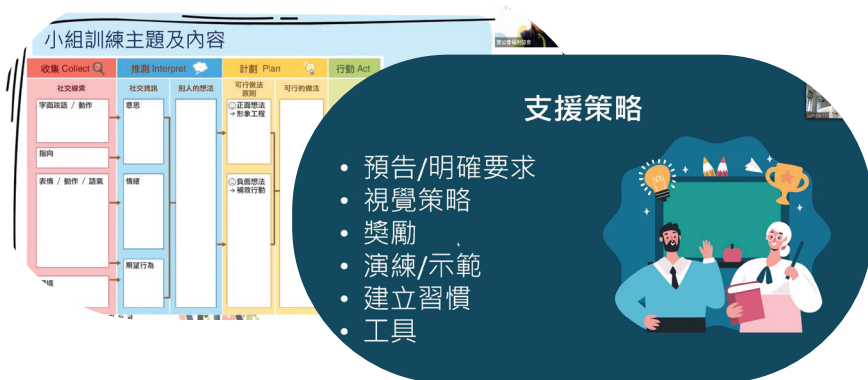 小組訓練主題及內容
收集 Collect
推測 Interpret
計劃 Plan
行動 Act
社交線索
社交資訊
別人的想法
可行做法
原則
可行的做法
字面說話 / 動作
指向
表情 / 動作 / 語氣
意思
情緒
期望行為
正面想法
→形象工程
負面想法
→補救行動
支援策略
• 預告/明確要求
• 視覺策略
• 獎勵
• 演練/示範
• 建立習慣
• 工具